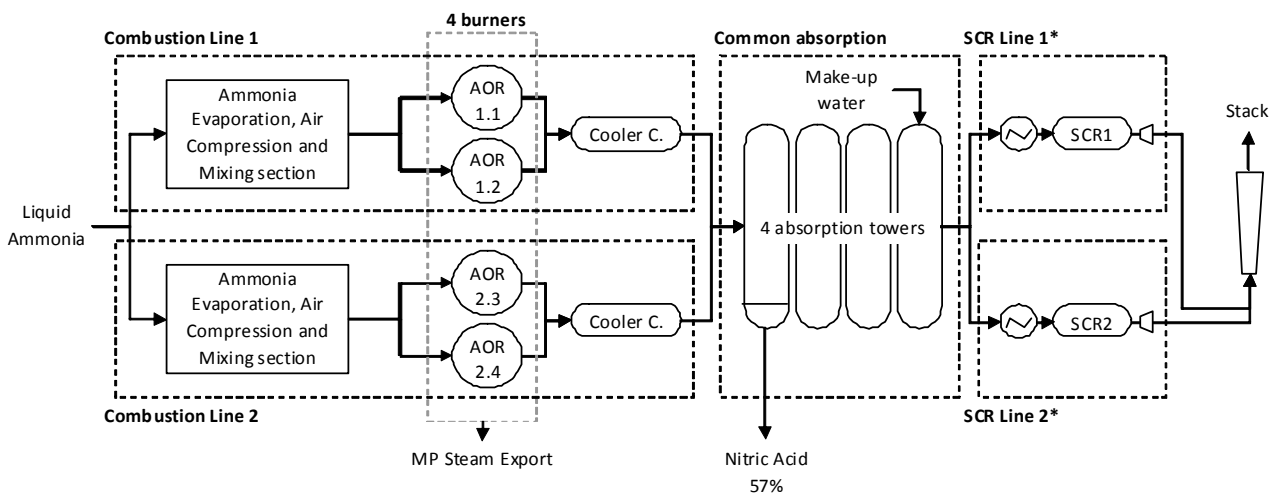 4 burners
Combustion Line 1
Common absorption
SCR Line 1*
Ammonia
Evaporation, Air
Compression and
Mixing section
AOR
1.1
AOR
1.2
Cooler C.
Make-up
water
SCR1
Stack
Liquid
Ammonia
4 absorption towers
Ammonia
Evaporation, Air
Compression and
Mixing section
AOR
2.3
AOR
2.4
Cooler C.
SCR2
Combustion Line 2
SCR Line 2*
MP Steam Export
Nitric Acid
57%